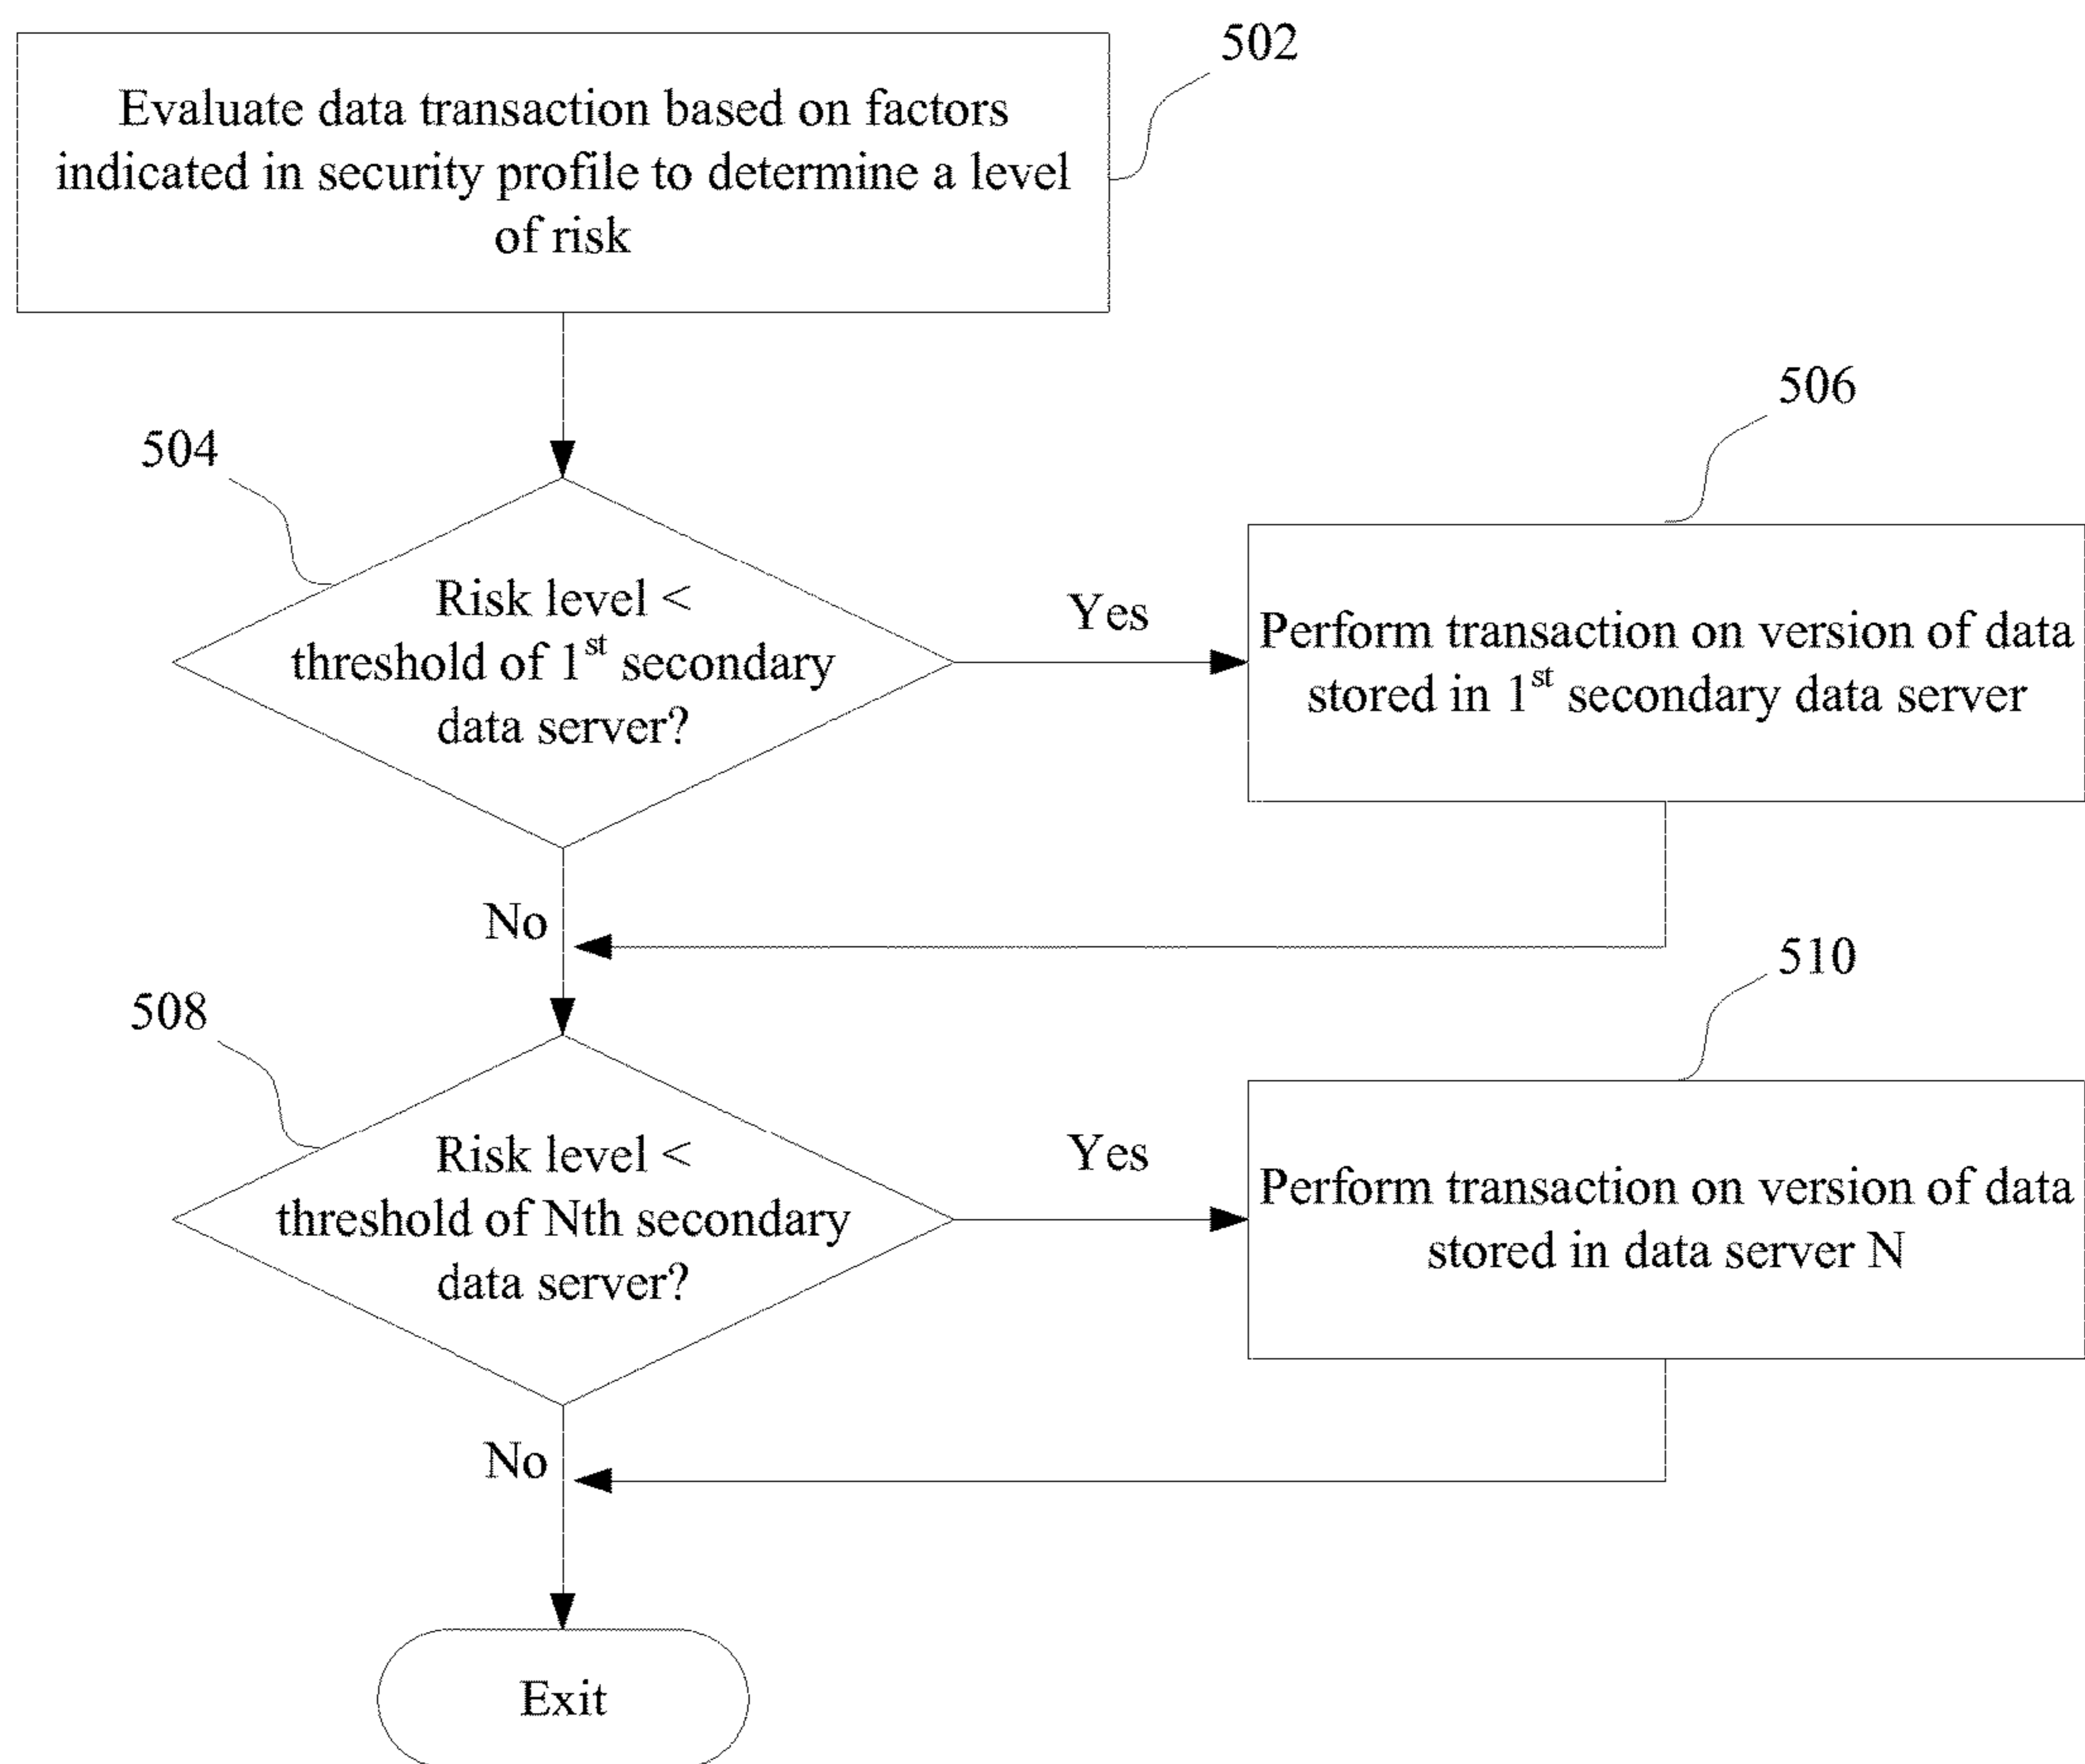 502
Evaluate data transaction based on factors
indicated in security profile to determine a level
of risk
504
506
Risk level <
threshold of 1st secondary
data server?
Yes
Perform transaction on version of data
stored in 1st secondary data server
No
508
510
Risk level <
threshold of Nth secondary
data server?
Yes
Perform transaction on version of data
stored in data server N
No
Exit